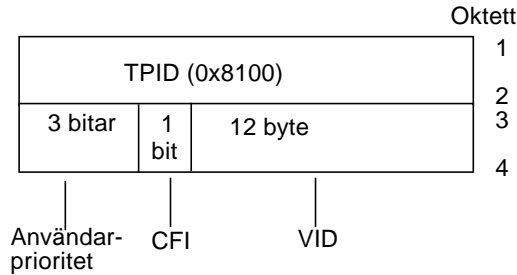 Oktett
1
TPID (0x8100)
2
3 bitar
1
bit
12 byte
3
4
Användar-
prioritet
CFI
VID